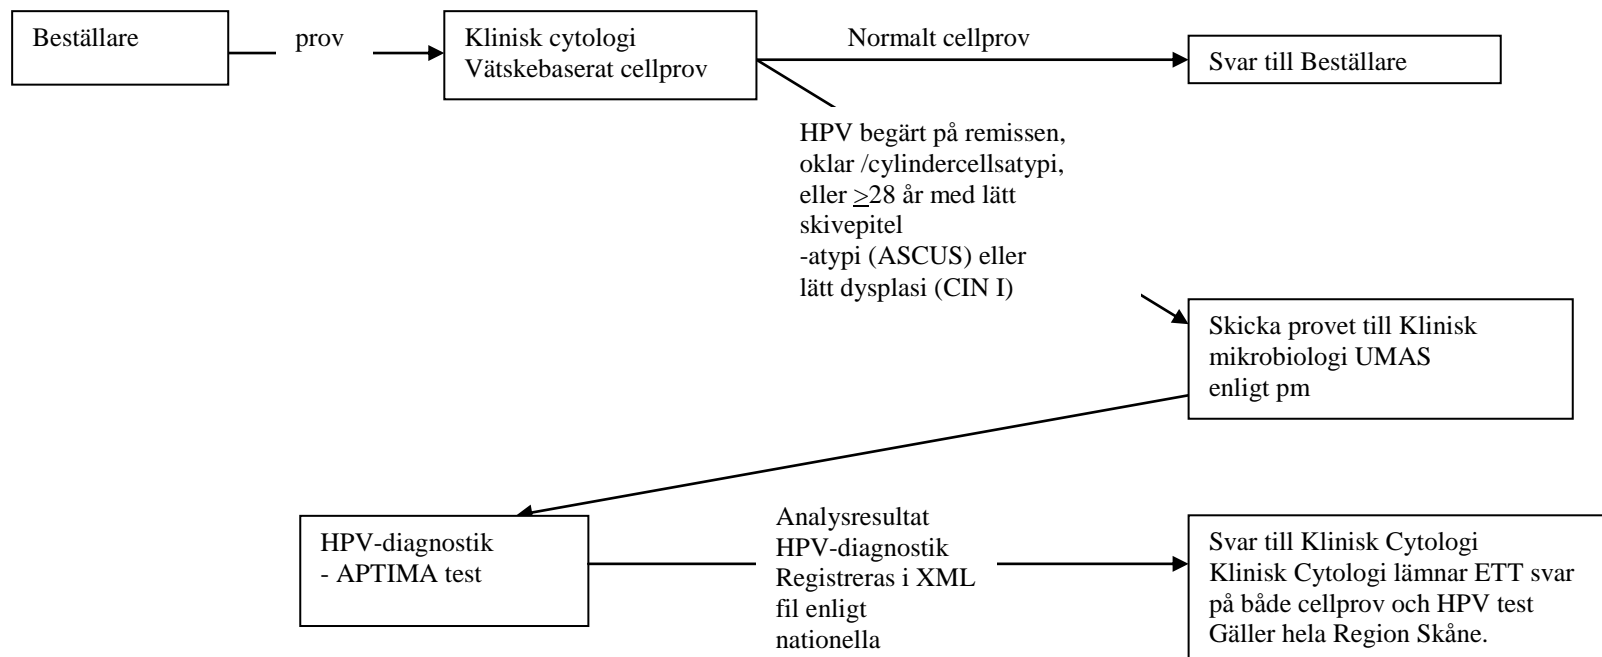 Beställare
prov
Klinisk cytologi
Vätskebaserat cellprov
Normalt cellprov
Svar till Beställare
HPV begärt på remissen,
oklar /cylindercellsatypi,
eller ≥28 år med lätt
skivepitel
-atypi (ASCUS) eller
lätt dysplasi (CIN I)
Skicka provet till Klinisk
mikrobiologi UMAS
enligt pm
HPV-diagnostik
- APTIMA test
Analysresultat
HPV-diagnostik
Registreras i XML
fil enligt
nationella
Svar till Klinisk Cytologi
Klinisk Cytologi lämnar ETT svar
på både cellprov och HPV test
Gäller hela Region Skåne.